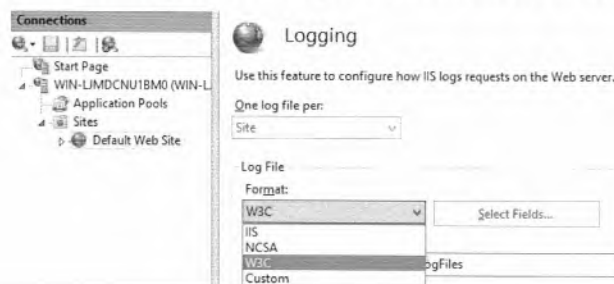 Connections
Start Page
WIN-LJMDCNU1BM0 (WIN-L
Application Pools
Sites
Default Web Site
Logging
Use this feature to configure how IIS logs requests on the Web server.
One log file per:
Site
Log File
Format:
W3C
Select Fields...
IIS
NCSA
W3C
ogFiles
Custom